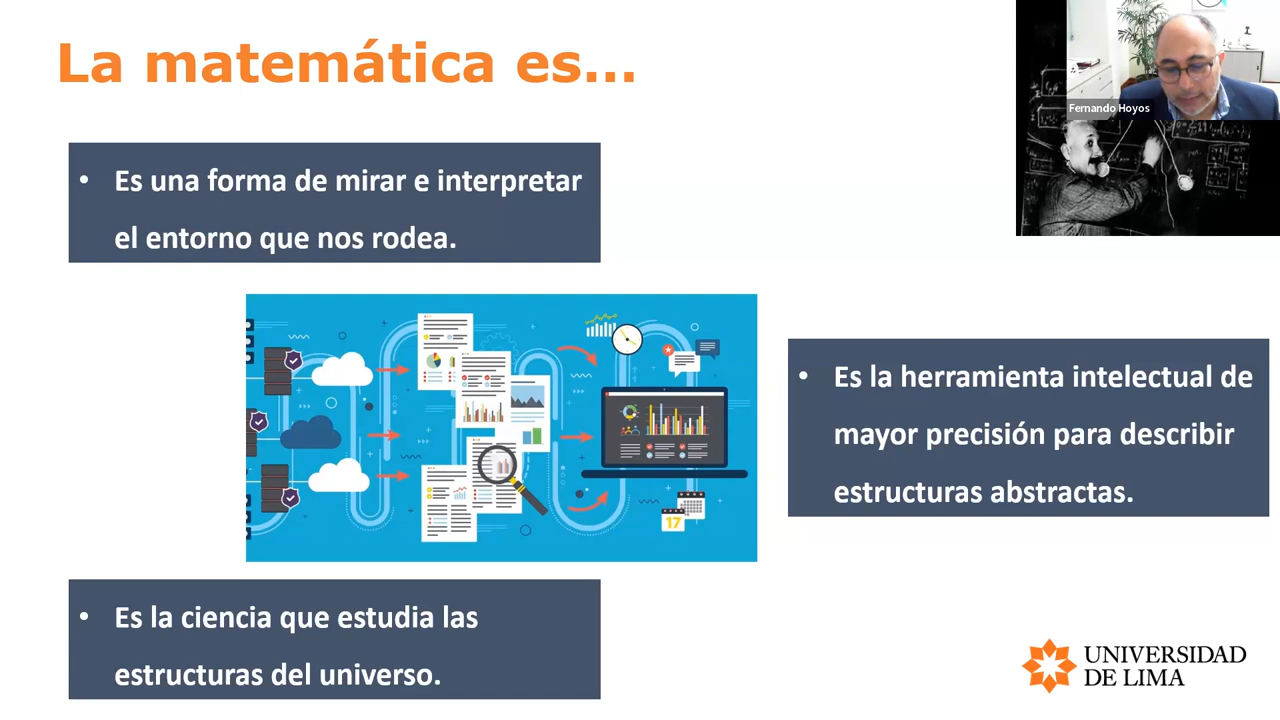 La matemática es...
Fernando Hoyos
• Es una forma de mirar e interpretar
el entorno que nos rodea.
• Es la herramienta intelectual de
mayor precisión para describir
estructuras abstractas.
17
• Es la ciencia que estudia las
estructuras del universo.
UNIVERSIDAD
DE LIMA